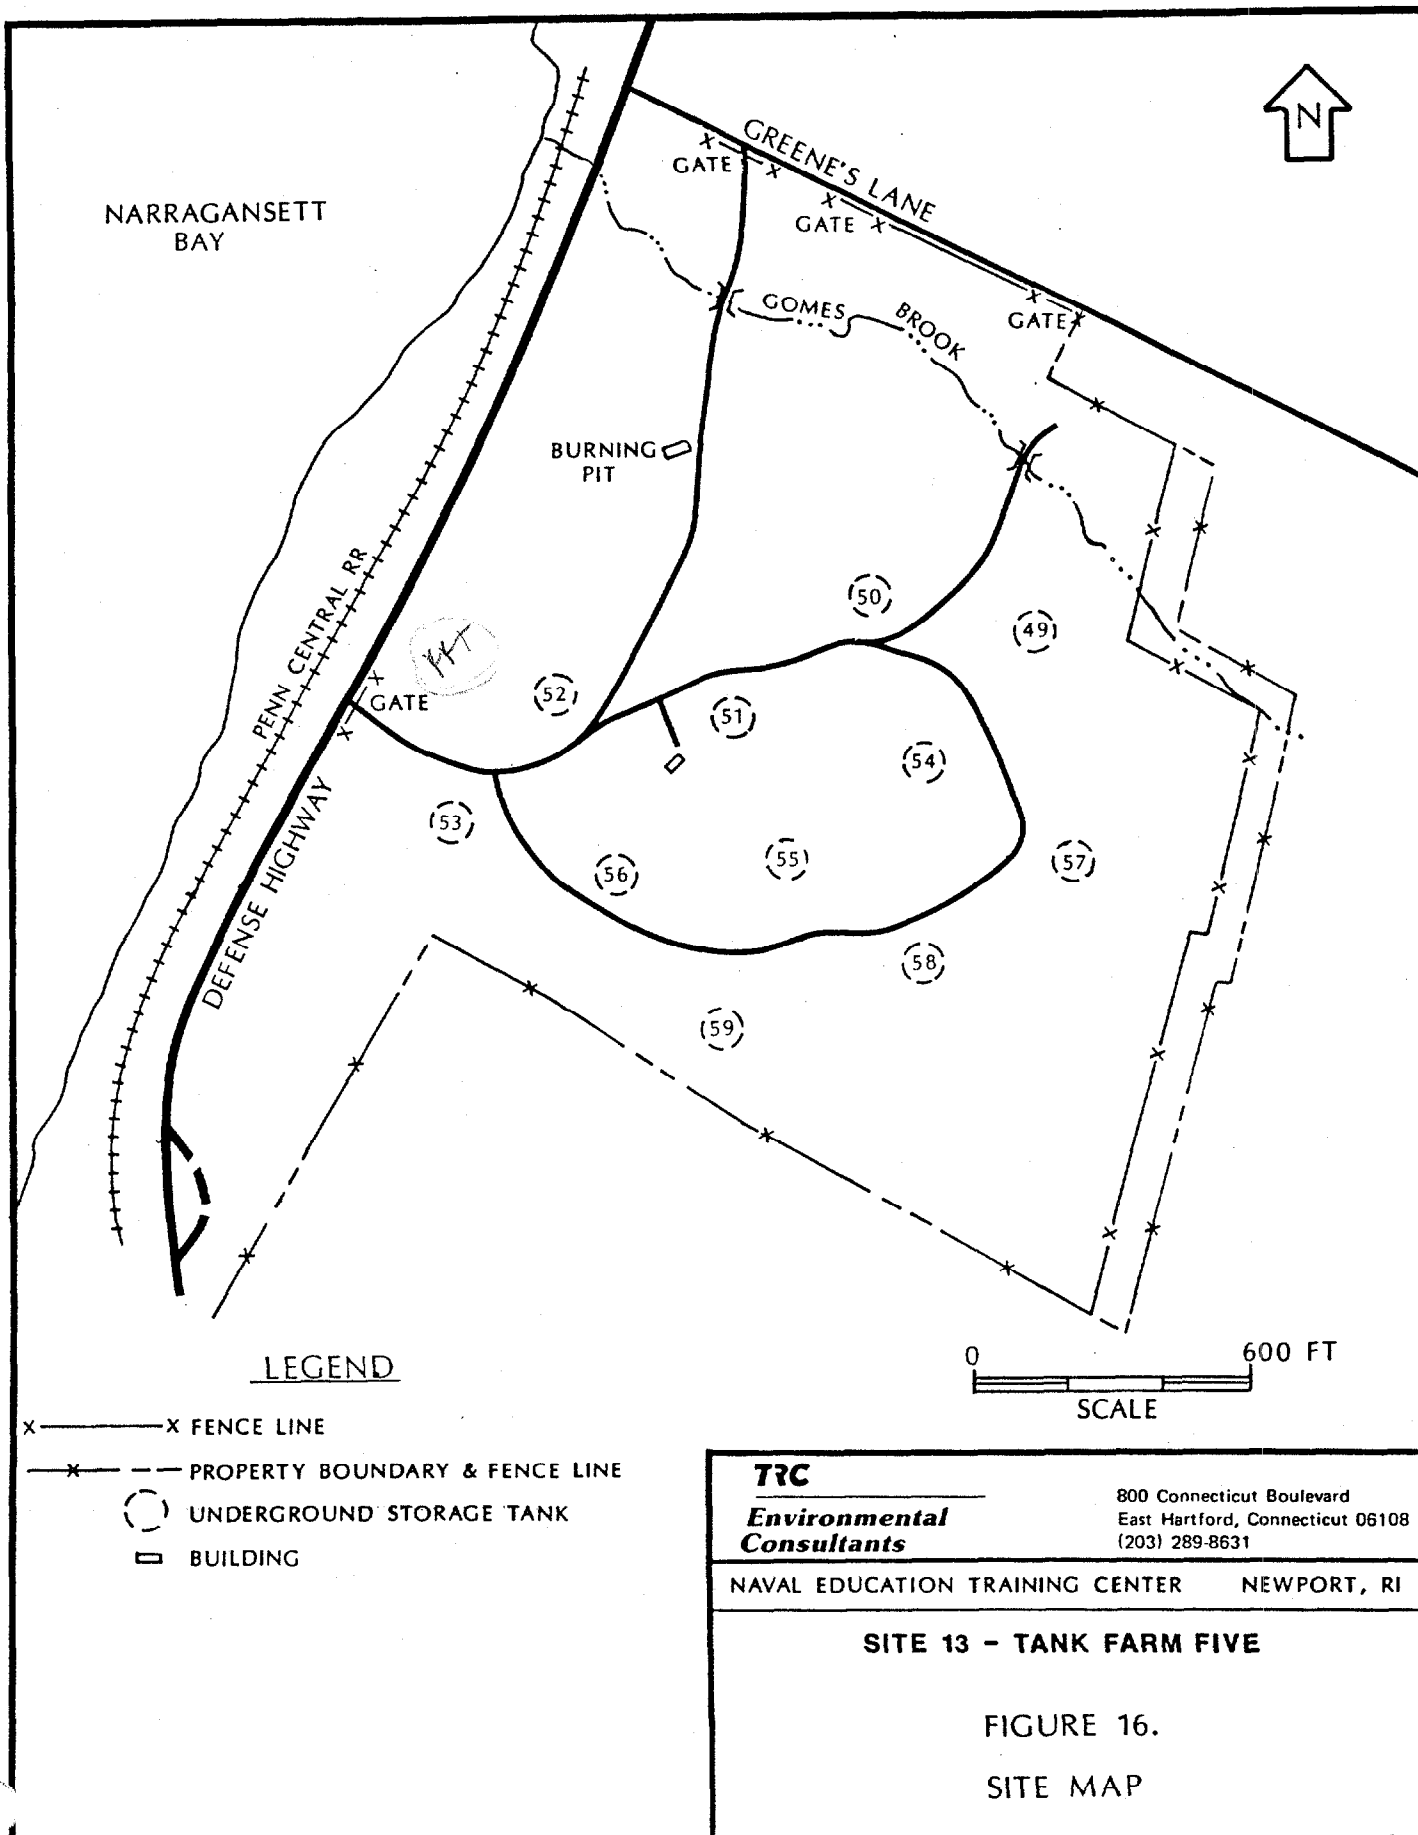 N
GREENE'S LANE
GATE
GATE
GATE
NARRAGANSETT
BAY
GOMES BROOK
BURNING
PIT
PENN CENTRAL RR
GATE
DEFENSE HIGHWAY
50
49
52
51
54
53
55
56
57
58
59
0 600 FT
SCALE
LEGEND
X X FENCE LINE
X PROPERTY BOUNDARY & FENCE LINE
UNDERGROUND STORAGE TANK
BUILDING
TRC
Environmental
Consultants
800 Connecticut Boulevard
East Hartford, Connecticut 06108
(203) 289-8631
NAVAL EDUCATION TRAINING CENTER NEWPORT, RI
SITE 13 - TANK FARM FIVE
FIGURE 16.
SITE MAP